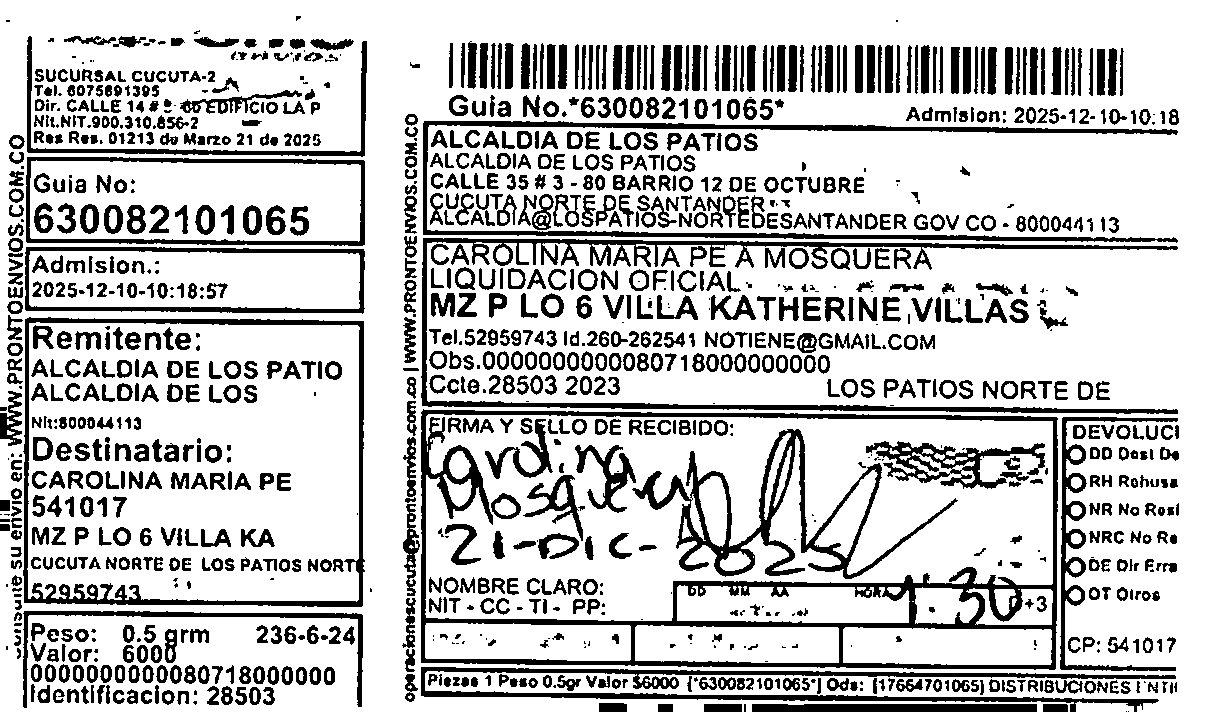 ENVIOS
SUCURSAL CUCUTA-2
Tel. 6075891395
Dir. CALLE 14 # EDIFICIO LA P
Nit.NIT.900.310.856-2
Res Res. 01213 de Marzo 21 de 2025
Guia No:
630082101065
Admision.:
2025-12-10-10:18:57
Remitente:
ALCALDIA DE LOS PATIO
ALCALDIA DE LOS
Nit:800044113
Destinatario:
CAROLINA MARIA PE
541017
MZ P LO 6 VILLA KA
CUCUTA NORTE DE LOS PATIOS NORTE
52959743
Peso: 0.5 grm 236-6-24
Valor: 6000
00000000000080718000000
Identificacion: 28503
su envio en: WWW.PRONTOENVIOS.COM.CO
operacionescucuta@prontoenvios.com.co | WWW.PRONTOENVIOS.COM.CO
Guia No.*630082101065*
Admision: 2025-12-10-10:18
ALCALDIA DE LOS PATIOS
ALCALDIA DE LOS PATIOS
CALLE 35 # 3 - 80 BARRIO 12 DE OCTUBRE
CUCUTA NORTE DE SANTANDER
ALCALDIA@LOSPATIOS-NORTEDESANTANDER GOV CO - 800044113
CAROLINA MARIA PE A MOSQUERA
LIQUIDACION OFICIAL
MZ P LO 6 VILLA KATHERINE VILLAS
Tel.52959743 Id.260-262541 NOTIENE@GMAIL.COM
Obs.00000000000080718000000000
Ccte.28503 2023 LOS PATIOS NORTE DE
FIRMA Y SELLO DE RECIBIDO:
Carolina
Mosquera
21-DIC-2025
NOMBRE CLARO:
NIT - CC - TI - PP:
DD MM AA HORA
4:30
+3
DEVOLUCI
DD Dest De
RH Rehusa
NR No Resi
NRC No Re
DE Dir Erra
OT Otros
CP: 541017
Piezas 1 Peso 0.5gr Valor $6000 [*630082101065*] Ods: [17664701065] DISTRIBUCIONES